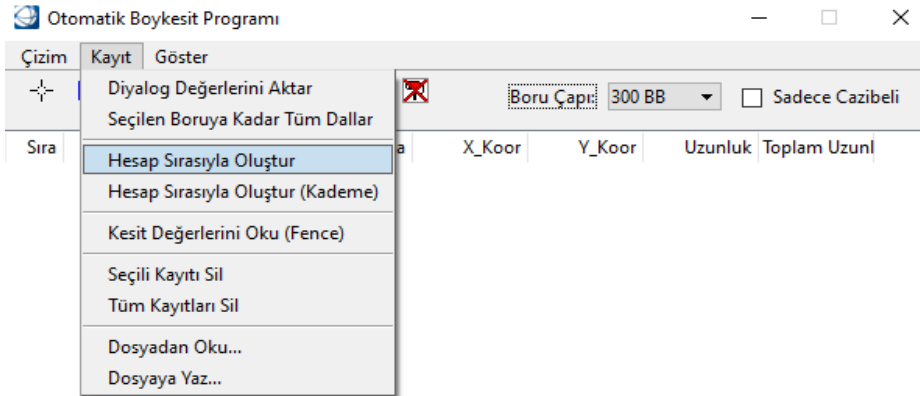 Otomatik Boykesit Programı
Çizim Kayıt Göster
Boru Çapı: 300 BB Sadece Cazibeli
Diyalog Değerlerini Aktar
Seçilen Boruya Kadar Tüm Dallar
Sıra a X_Koor Y_Koor Uzunluk Toplam Uzunl
Hesap Sırasıyla Oluştur
Hesap Sırasıyla Oluştur (Kademe)
Kesit Değerlerini Oku (Fence)
Seçili Kayıtı Sil
Tüm Kayıtları Sil
Dosyadan Oku...
Dosyaya Yaz...